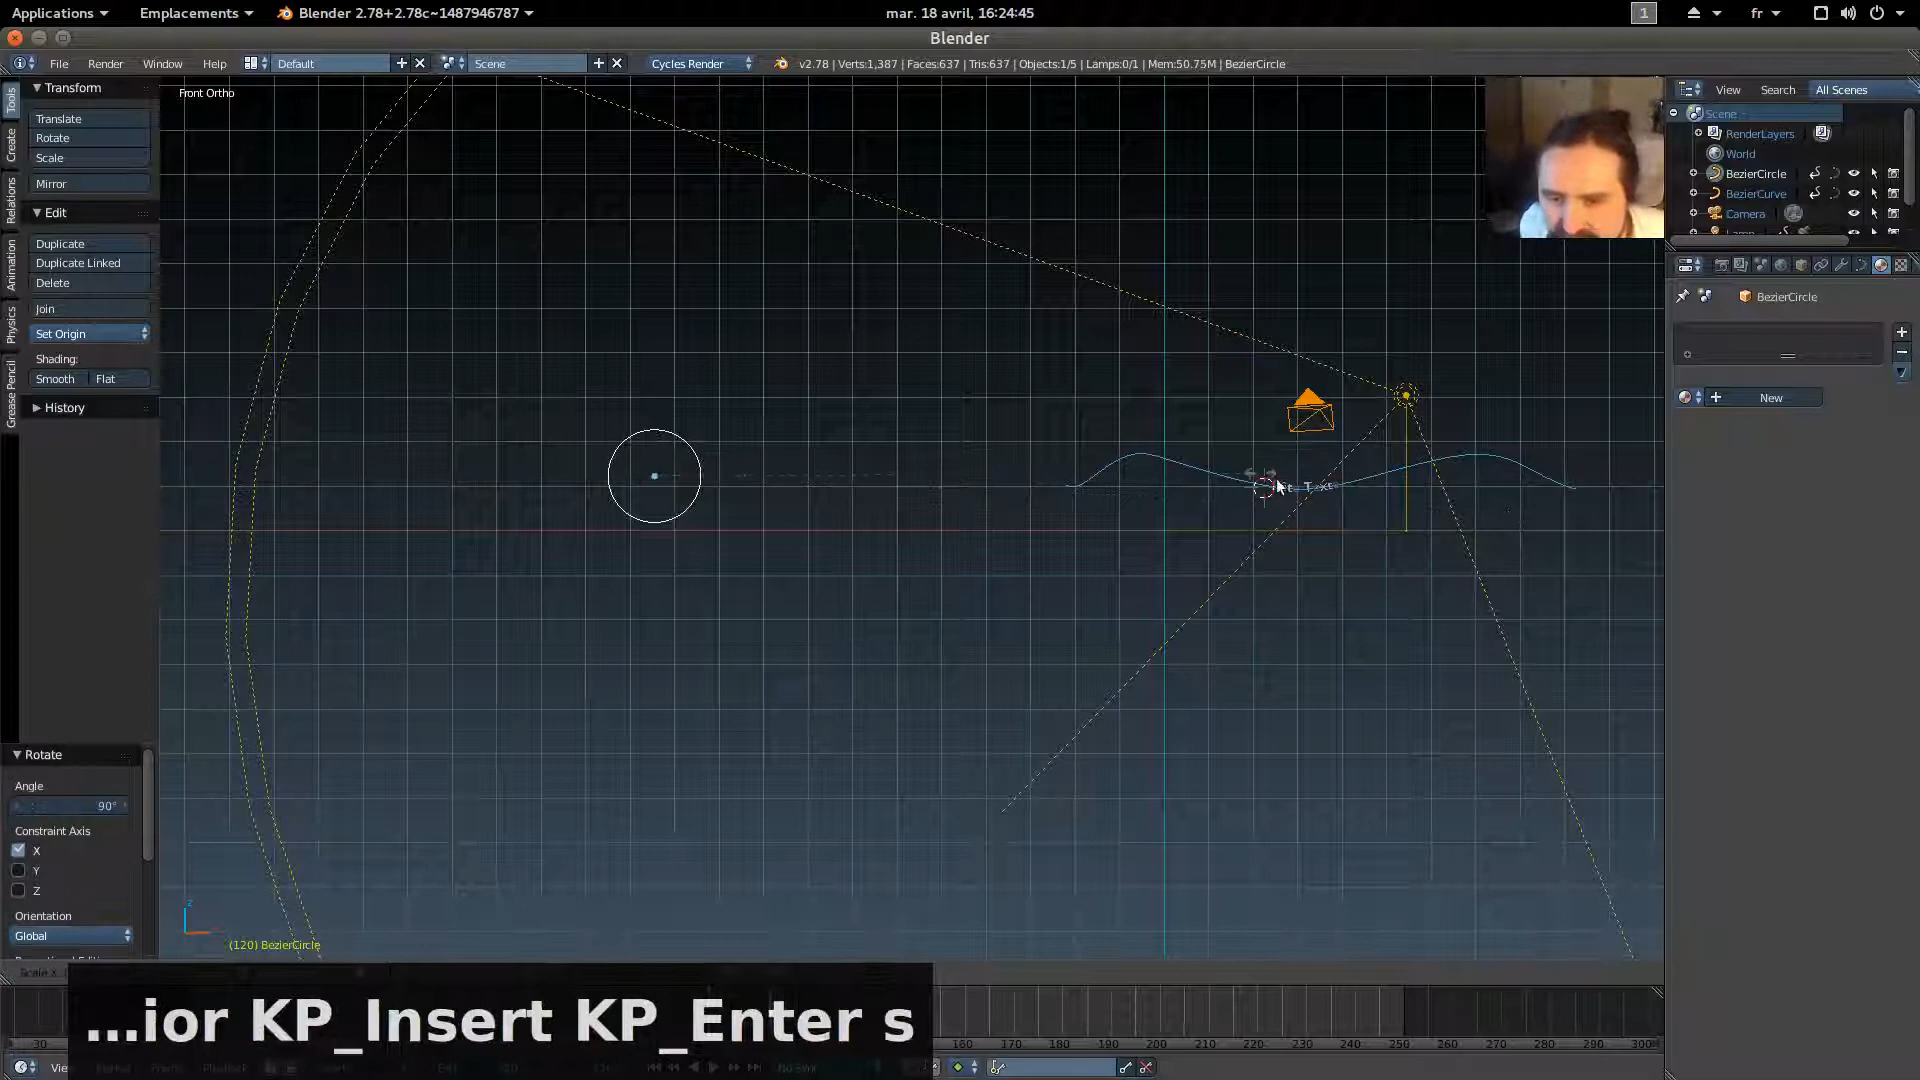 Applications Emplacements Blender 2.78+2.78c~1487946787 mar. 18 avril, 16:24:45 1 fr
Blender
File Render Window Help Default Scene Cycles Render v2.78 | Verts:1,387 | Faces:637 | Tris:637 | Objects:1/5 | Lamps:0/1 | Mem:50.75M | BezierCircle
Tools
Create
Relations
Animation
Physics
Grease Pencil
Transform
Translate
Rotate
Scale
Mirror
Edit
Duplicate
Duplicate Linked
Delete
Join
Set Origin
Shading:
Smooth Flat
History
Rotate
Angle
90°
Constraint Axis
X
Y
Z
Orientation
Global
Front Ortho
z
(120) BezierCircle
View Search All Scenes
Scene
RenderLayers
World
BezierCircle
BezierCurve
Camera
BezierCircle
New
...ior KP_Insert KP_Enter s
30 160 170 180 190 200 210 220 230 240 250 260 270 280 290 300